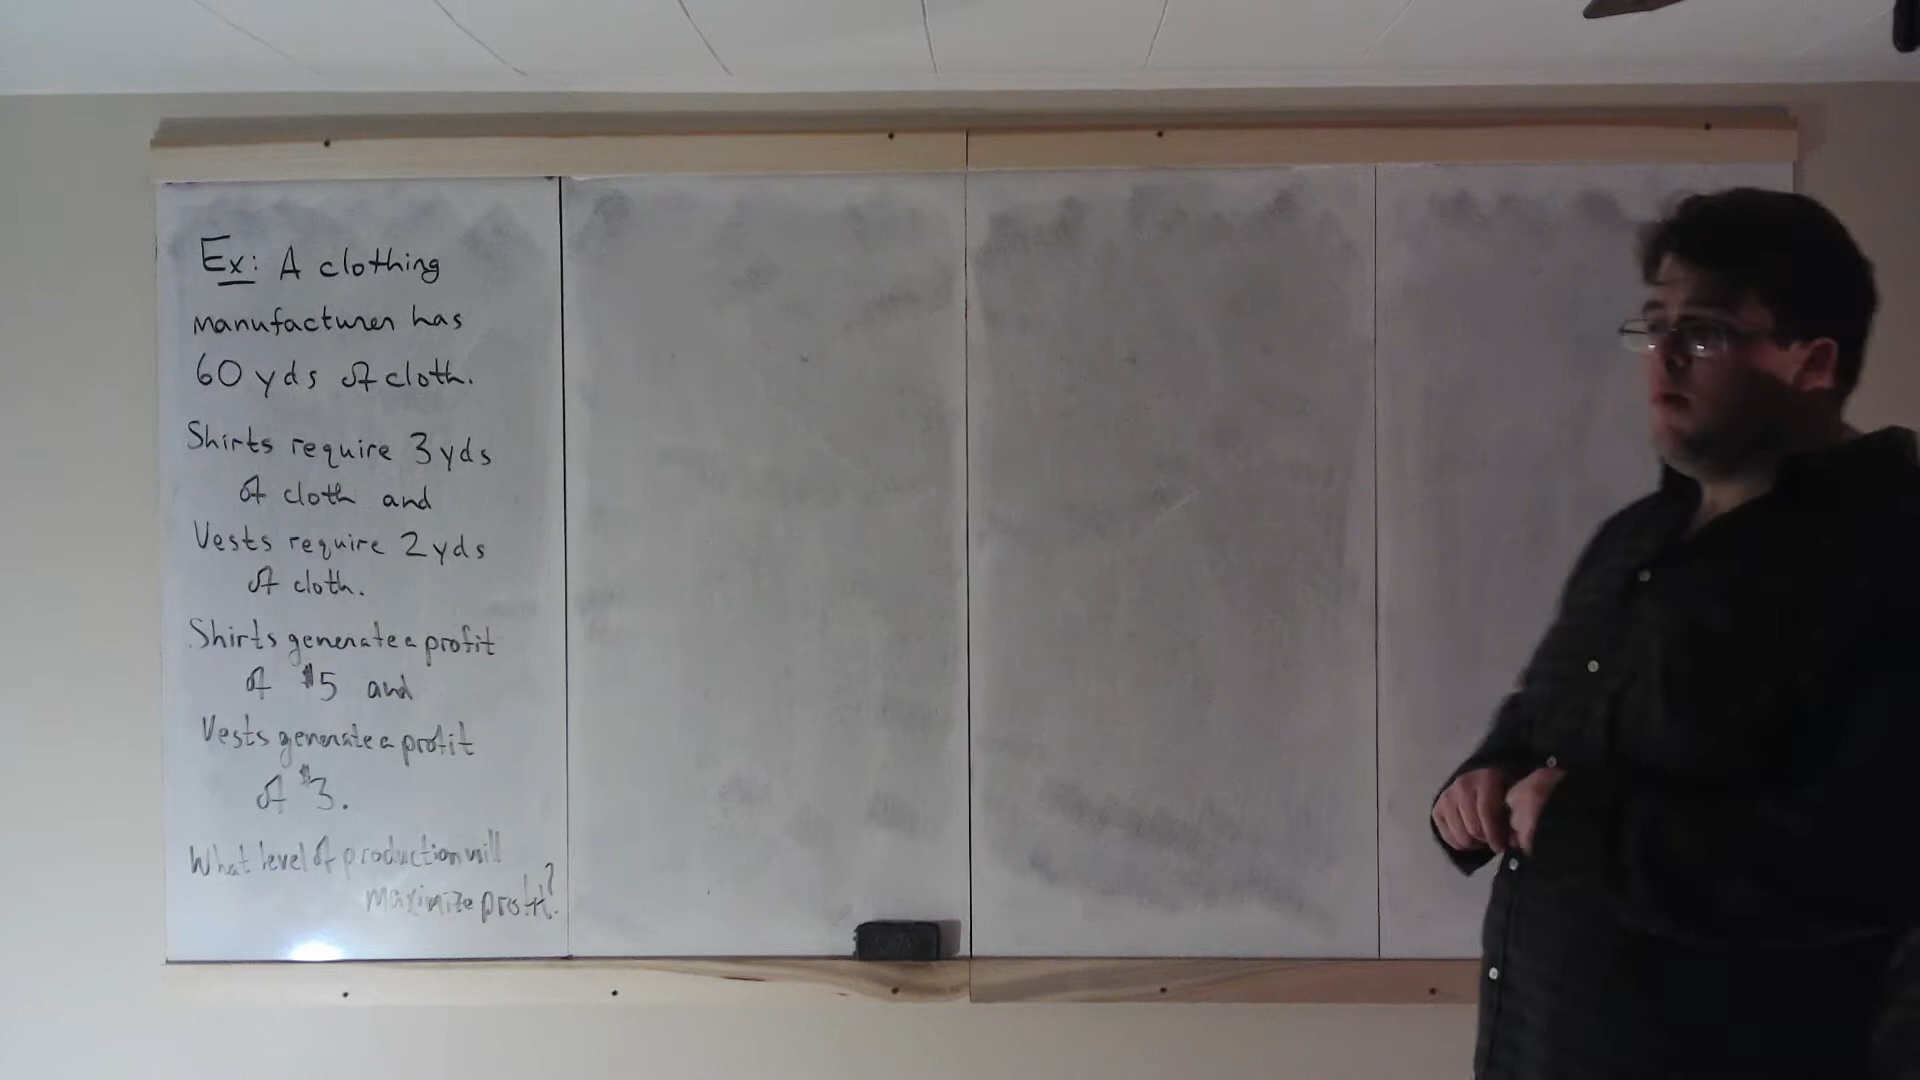 Ex: A clothing
manufacturer has
60 yds of cloth.
Shirts require 3 yds
of cloth and
Vests require 2 yds
of cloth.
Shirts generate a profit
of $5 and
Vests generate a profit
of $3.
What level of production will
maximize profit?